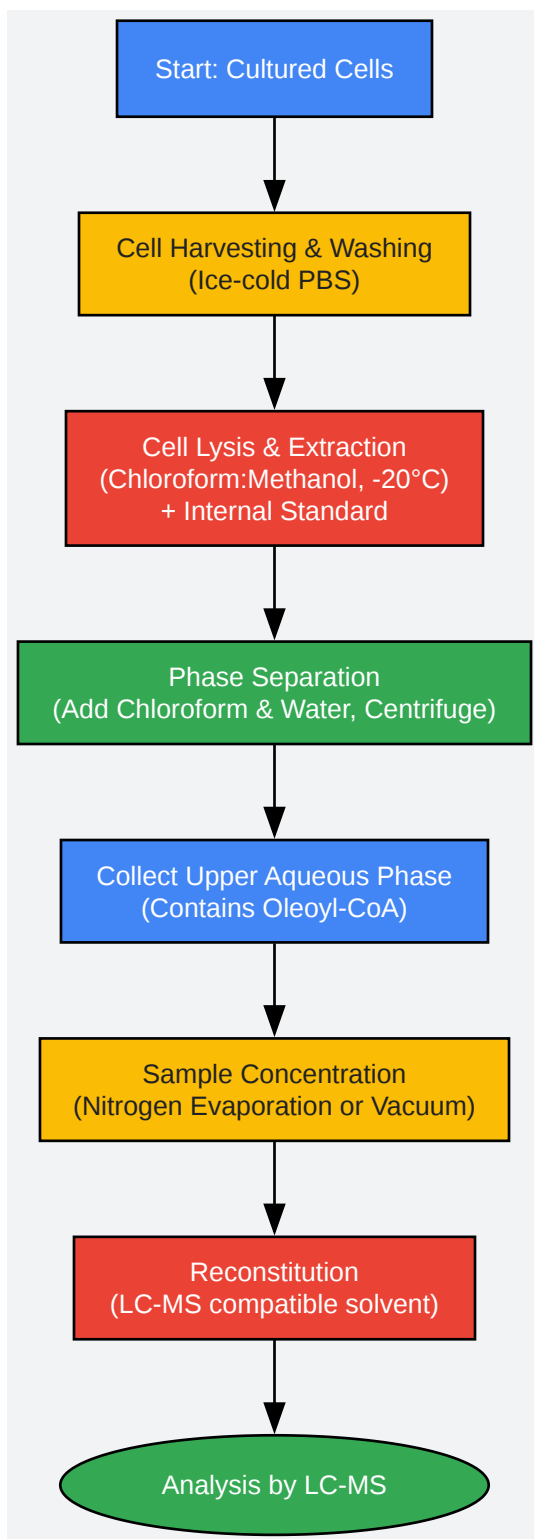 Start: Cultured Cells
Cell Harvesting & Washing
(Ice-cold PBS)
Cell Lysis & Extraction
(Chloroform:Methanol, -20°C)
+ Internal Standard
Phase Separation
(Add Chloroform & Water, Centrifuge)
Collect Upper Aqueous Phase
(Contains Oleoyl-CoA)
Sample Concentration
(Nitrogen Evaporation or Vacuum)
Reconstitution
(LC-MS compatible solvent)
Analysis by LC-MS